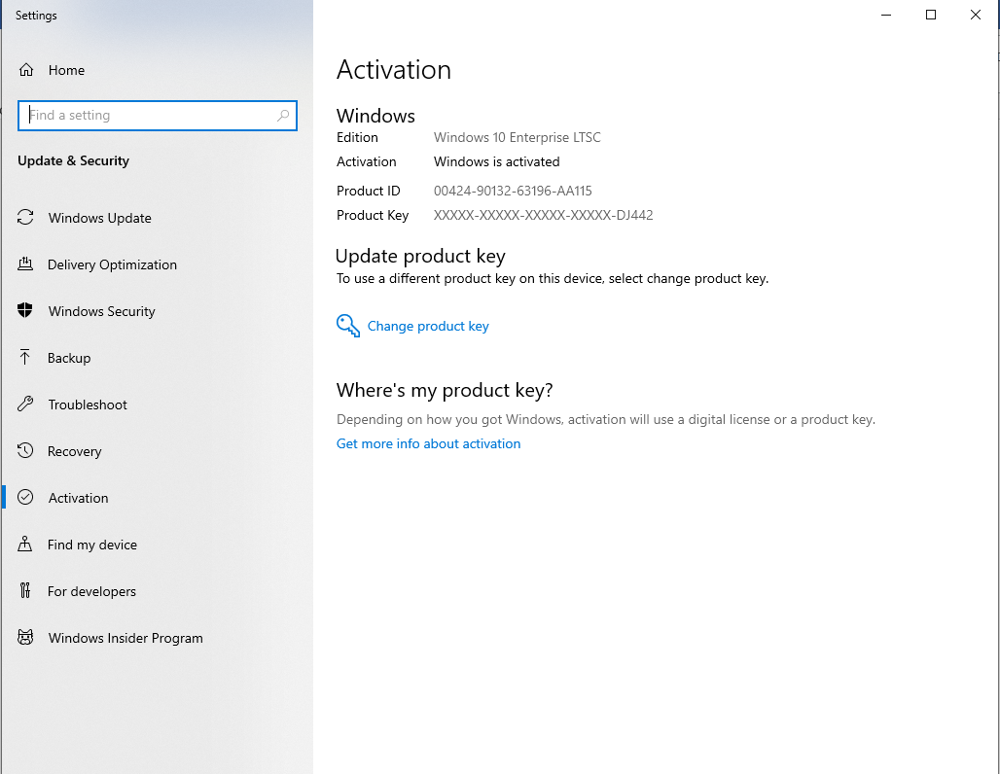 Settings
Home
Find a setting
Update & Security
Windows Update
Delivery Optimization
Windows Security
Backup
Troubleshoot
Recovery
Activation
Find my device
For developers
Windows Insider Program
Activation
Windows
Edition Windows 10 Enterprise LTSC
Activation Windows is activated
Product ID 00424-90132-63196-AA115
Product Key XXXXX-XXXXX-XXXXX-XXXXX-DJ442
Update product key
To use a different product key on this device, select change product key.
Change product key
Where's my product key?
Depending on how you got Windows, activation will use a digital license or a product key.
Get more info about activation